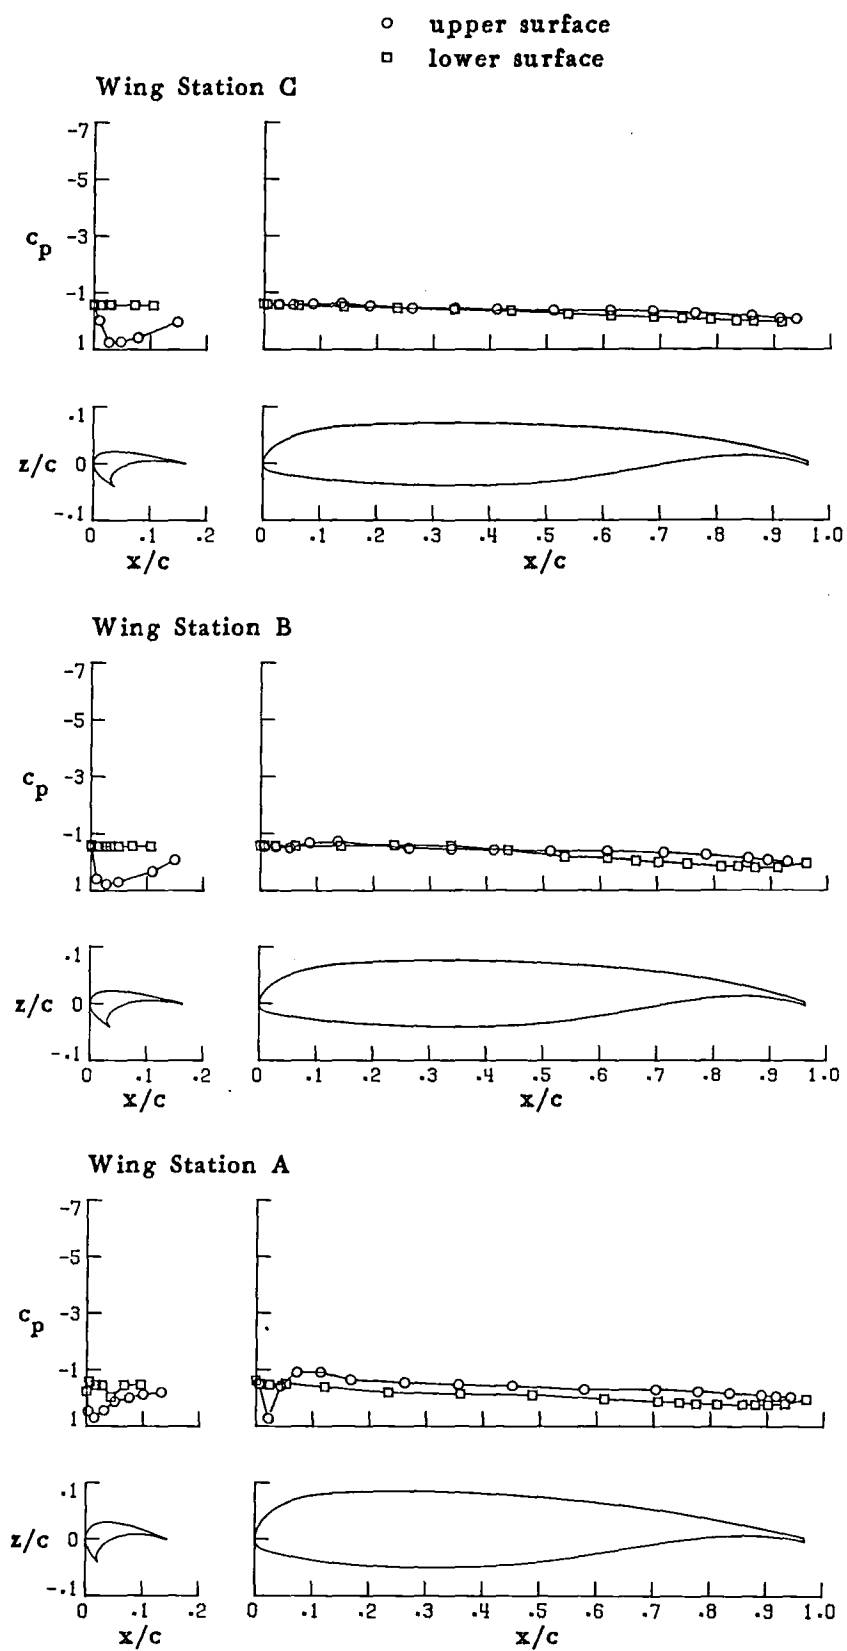 upper surface
lower surface
Wing Station C
-7
-5
-3
-1
1
cp
.1
0
-.1
z/c
0 .1 .2
x/c
0 .1 .2 .3 .4 .5 .6 .7 .8 .9 1.0
x/c
Wing Station B
-7
-5
-3
-1
1
cp
.1
0
-.1
z/c
0 .1 .2
x/c
0 .1 .2 .3 .4 .5 .6 .7 .8 .9 1.0
x/c
Wing Station A
-7
-5
-3
-1
1
cp
.1
0
-.1
z/c
0 .1 .2
x/c
0 .1 .2 .3 .4 .5 .6 .7 .8 .9 1.0
x/c